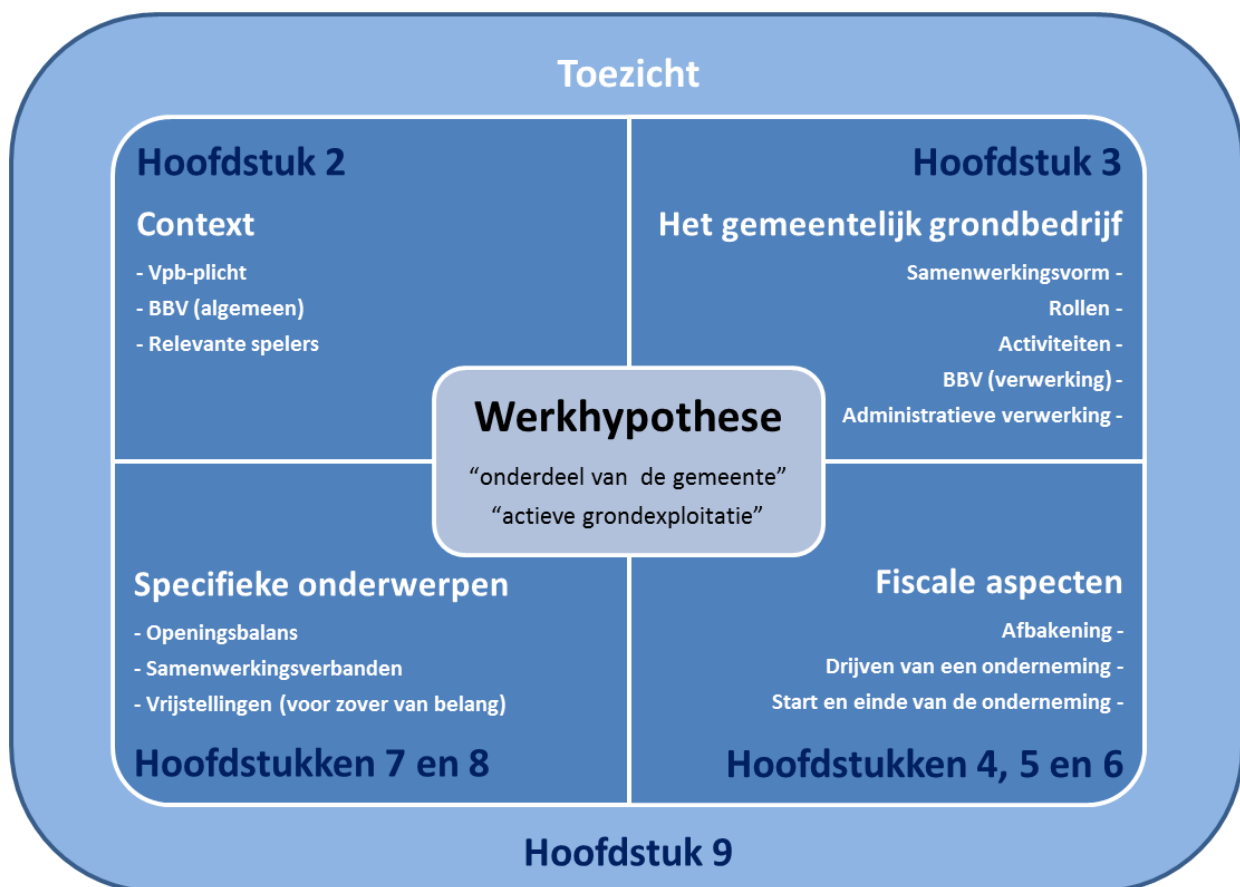 Toezicht
Hoofdstuk 2
Context
- Vpb-plicht
- BBV (algemeen)
- Relevante spelers
Hoofdstuk 3
Het gemeentelijk grondbedrijf
Samenwerkingsvorm -
Rollen -
Activiteiten -
BBV (verwerking) -
Administratieve verwerking -
Werkhypothese
“onderdeel van de gemeente”
“actieve grondexploitatie”
Specifieke onderwerpen
- Openingsbalans
- Samenwerkingsverbanden
- Vrijstellingen (voor zover van belang)
Hoofdstukken 7 en 8
Fiscale aspecten
Afbakening -
Drijven van een onderneming -
Start en einde van de onderneming -
Hoofdstukken 4, 5 en 6
Hoofdstuk 9